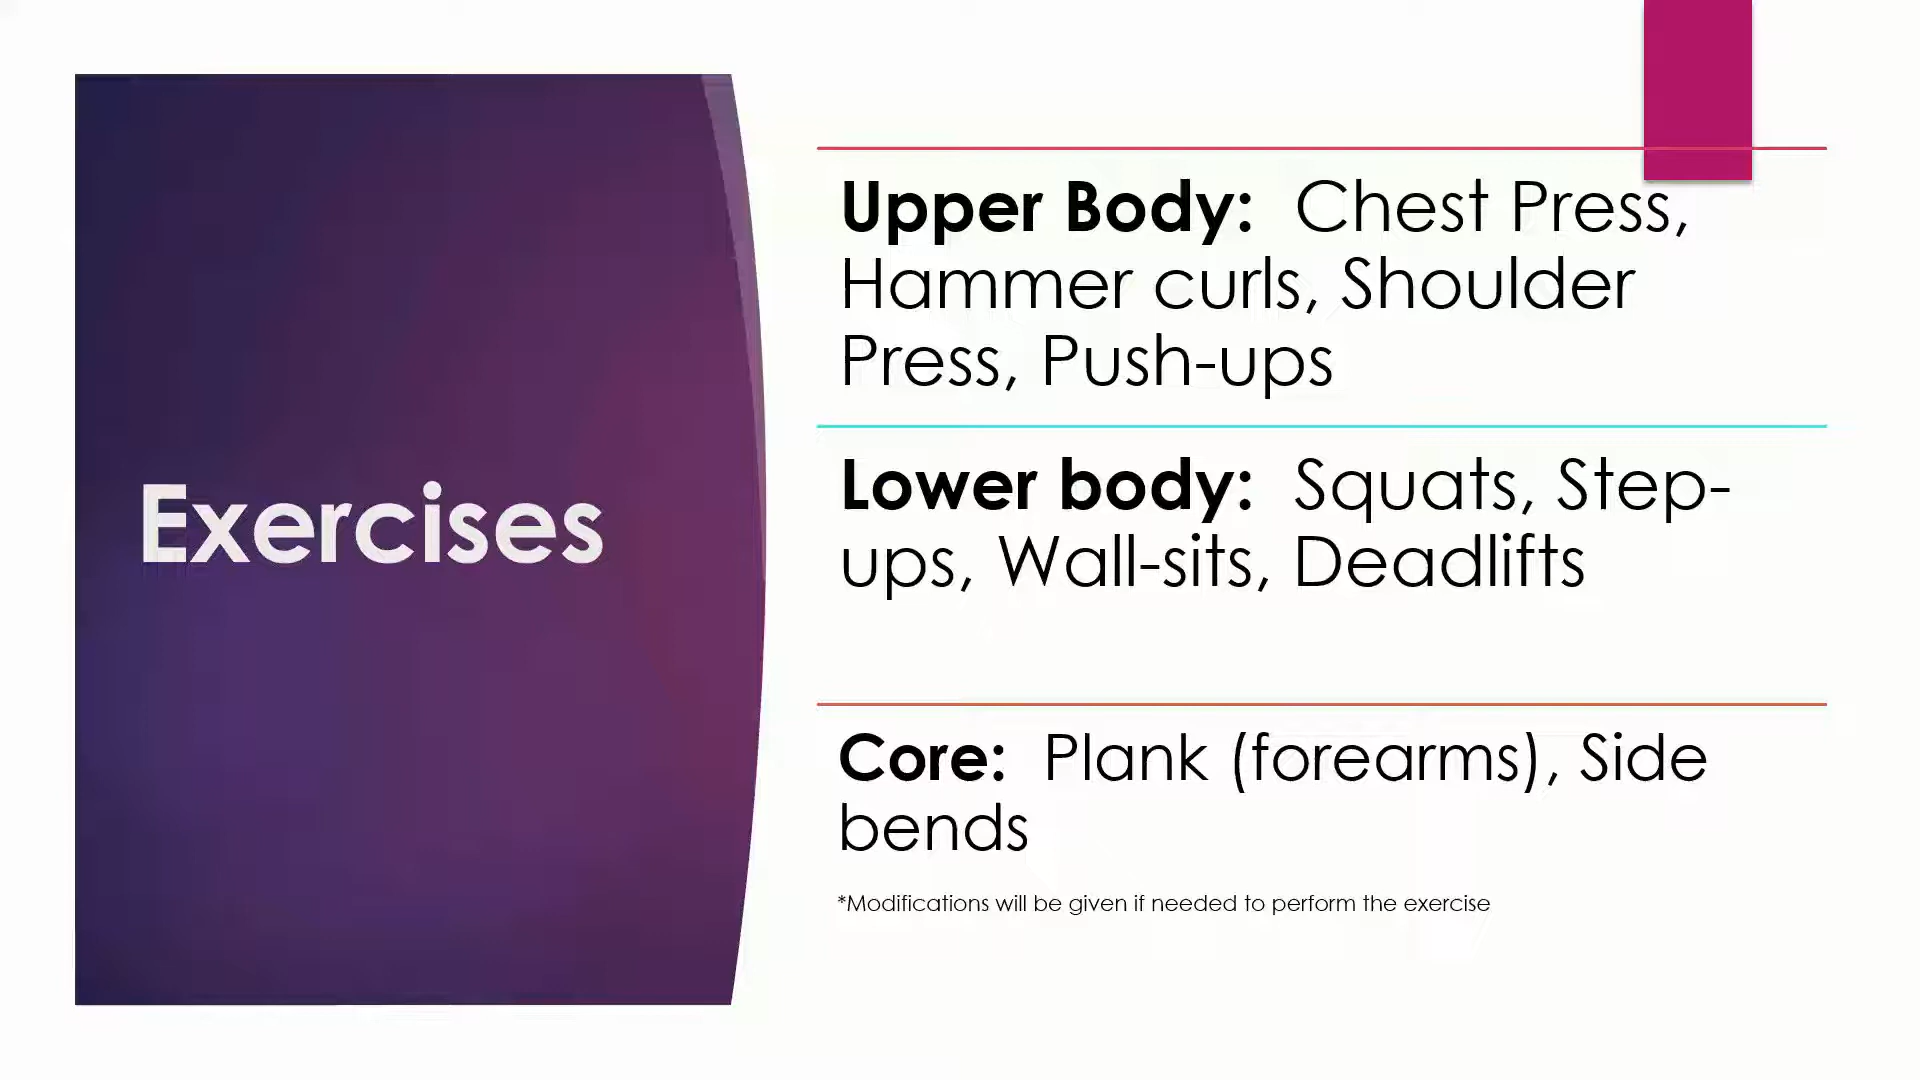 Exercises
Upper Body: Chest Press,
Hammer curls, Shoulder
Press, Push-ups
Lower body: Squats, Step-
ups, Wall-sits, Deadlifts
Core: Plank (forearms), Side
bends
*Modifications will be given if needed to perform the exercise